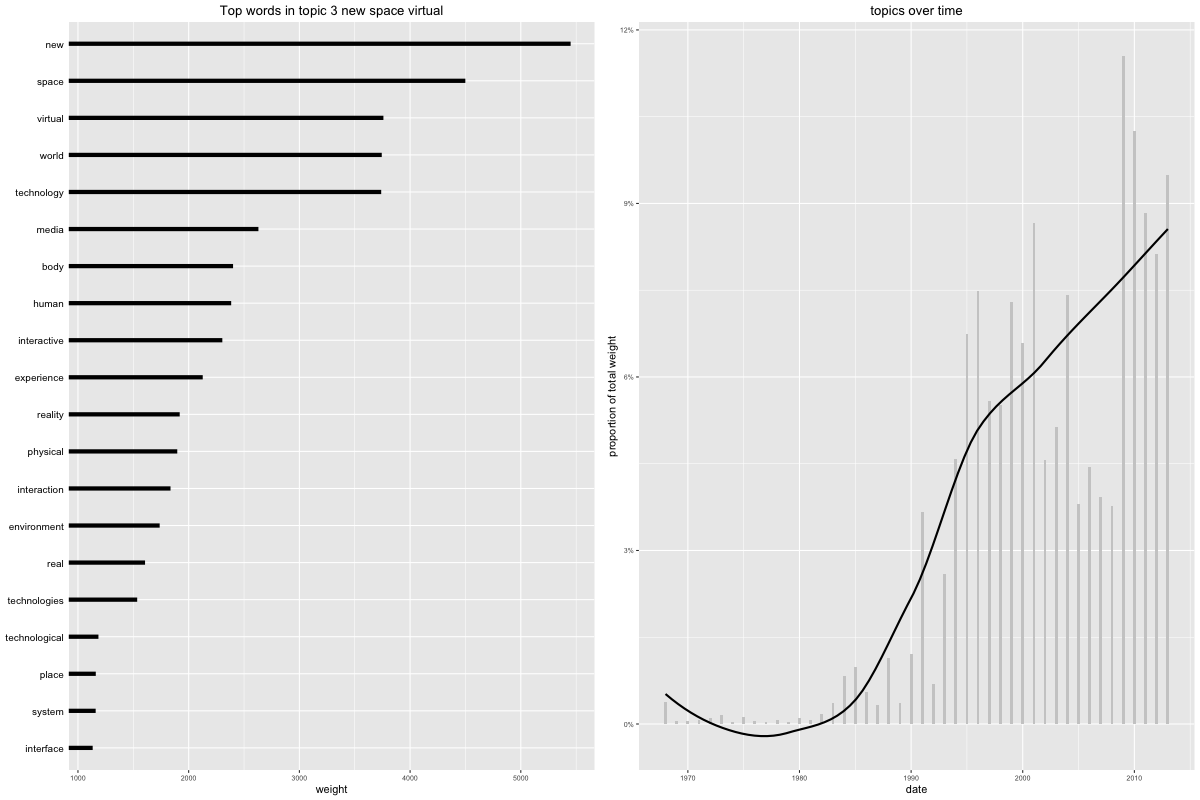 Top words in topic 3 new space virtual
new
space
virtual
world
technology
media
body
human
interactive
experience
reality
physical
interaction
environment
real
technologies
technological
place
system
interface
1000 2000 3000 4000 5000
weight
topics over time
12%
9%
6%
3%
0%
proportion of total weight
1970 1980 1990 2000 2010
date